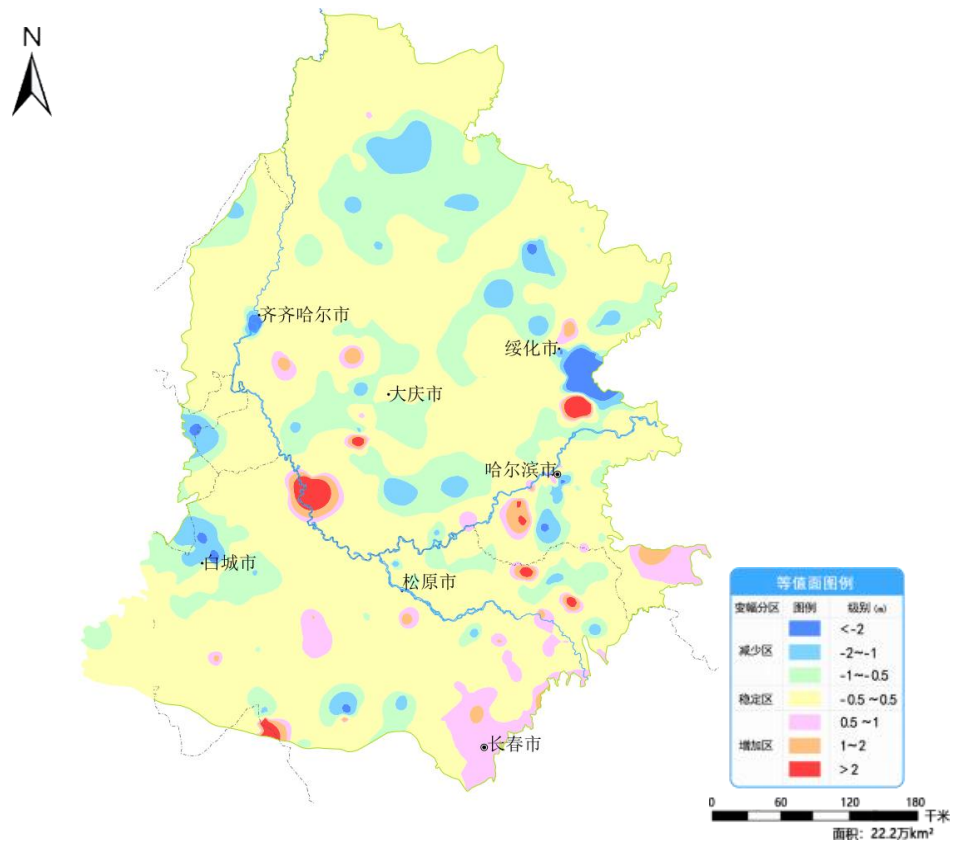 N
齐齐哈尔市
绥化市
大庆市
哈尔滨市
白城市
松原市
长春市
等值面图例
变幅分区 图例 级别 (m)
减少区
<-2
-2~-1
-1~-0.5
稳定区 -0.5~0.5
增加区
0.5~1
1~2
>2
0 60 120 180 千米
面积：22.2万km²